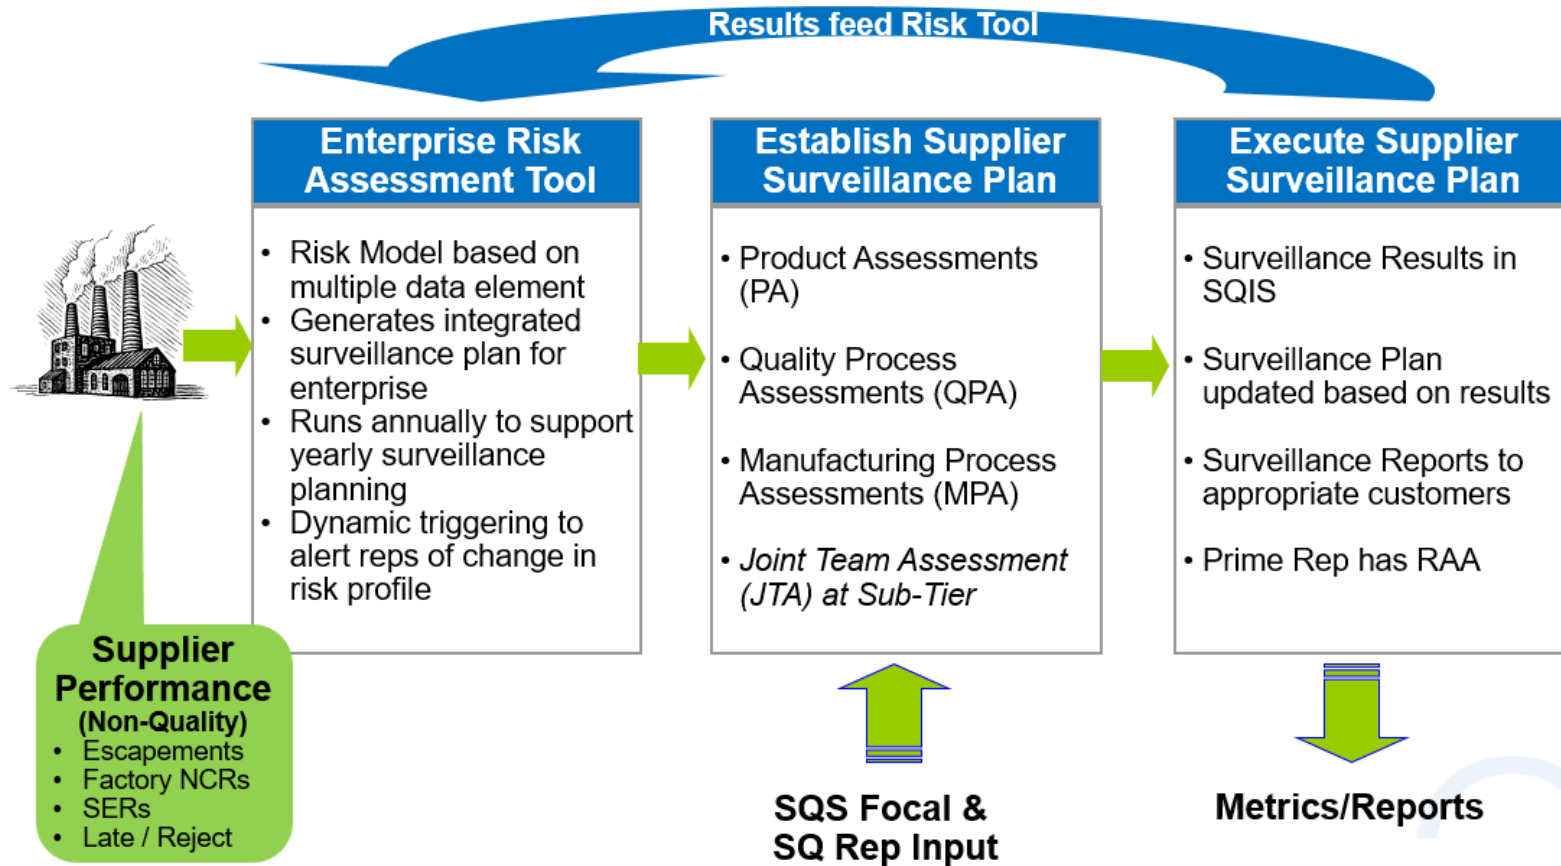 Results feed Risk Tool
Enterprise Risk
Assessment Tool
• Risk Model based on
multiple data element
• Generates integrated
surveillance plan for
enterprise
• Runs annually to support
yearly surveillance
planning
• Dynamic triggering to
alert reps of change in
risk profile
Establish Supplier
Surveillance Plan
• Product Assessments
(PA)
• Quality Process
Assessments (QPA)
• Manufacturing Process
Assessments (MPA)
• Joint Team Assessment
(JTA) at Sub-Tier
Execute Supplier
Surveillance Plan
• Surveillance Results in
SQIS
• Surveillance Plan
updated based on results
• Surveillance Reports to
appropriate customers
• Prime Rep has RAA
Supplier
Performance
(Non-Quality)
• Escapements
• Factory NCRs
• SERs
• Late / Reject
SQS Focal &
SQ Rep Input
Metrics/Reports